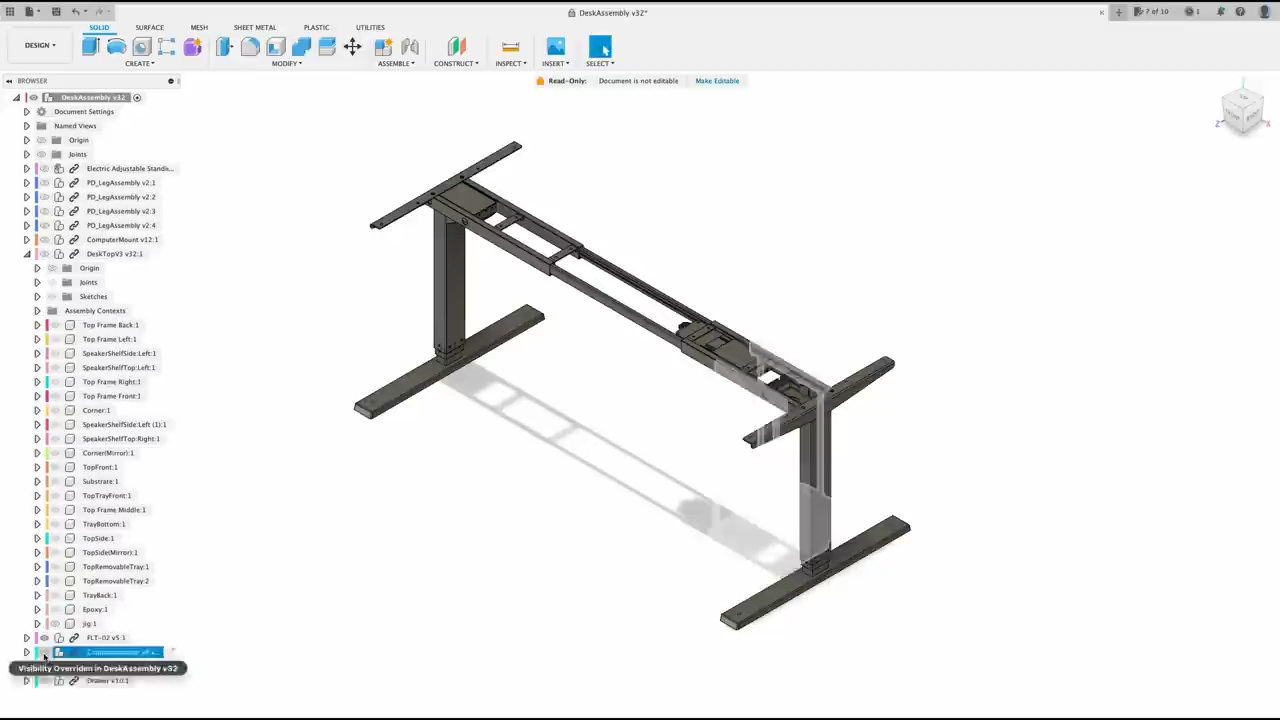 DeskAssembly v32*
7 of 10
1
SOLID
SURFACE
MESH
SHEET METAL
PLASTIC
UTILITIES
DESIGN
CREATE
MODIFY
ASSEMBLE
CONSTRUCT
INSPECT
INSERT
SELECT
BROWSER
Read-Only: Document is not editable Make Editable
DeskAssembly v32
Document Settings
Named Views
Origin
Joints
Electric Adjustable Standi...
PD_LegAssembly v2:1
PD_LegAssembly v2:2
PD_LegAssembly v2:3
PD_LegAssembly v2:4
ComputerMount v12:1
DeskTopV3 v32:1
Origin
Joints
Sketches
Assembly Contexts
Top Frame Back:1
Top Frame Left:1
SpeakerShelfSide:Left:1
SpeakerShelfTop:Left:1
Top Frame Right:1
Top Frame Front:1
Corner:1
SpeakerShelfSide:Left (1):1
SpeakerShelfTop:Right:1
Corner(Mirror):1
TopFront:1
Substrate:1
TopTrayFront:1
Top Frame Middle:1
TrayBottom:1
TopSide:1
TopSide(Mirror):1
TopRemovableTray:1
TopRemovableTray:2
TrayBack:1
Epoxy:1
Jig:1
FLT-02 v5:1
Visibility Overriden in DeskAssembly v32
Drawer v10:1
Z
X